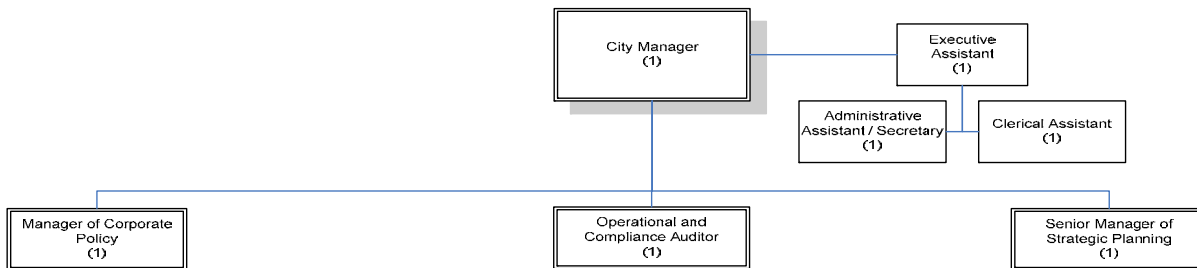 City Manager
(1)
Executive
Assistant
(1)
Administrative
Assistant / Secretary
(1)
Clerical Assistant
(1)
Manager of Corporate
Policy
(1)
Operational and
Compliance Auditor
(1)
Senior Manager of
Strategic Planning
(1)